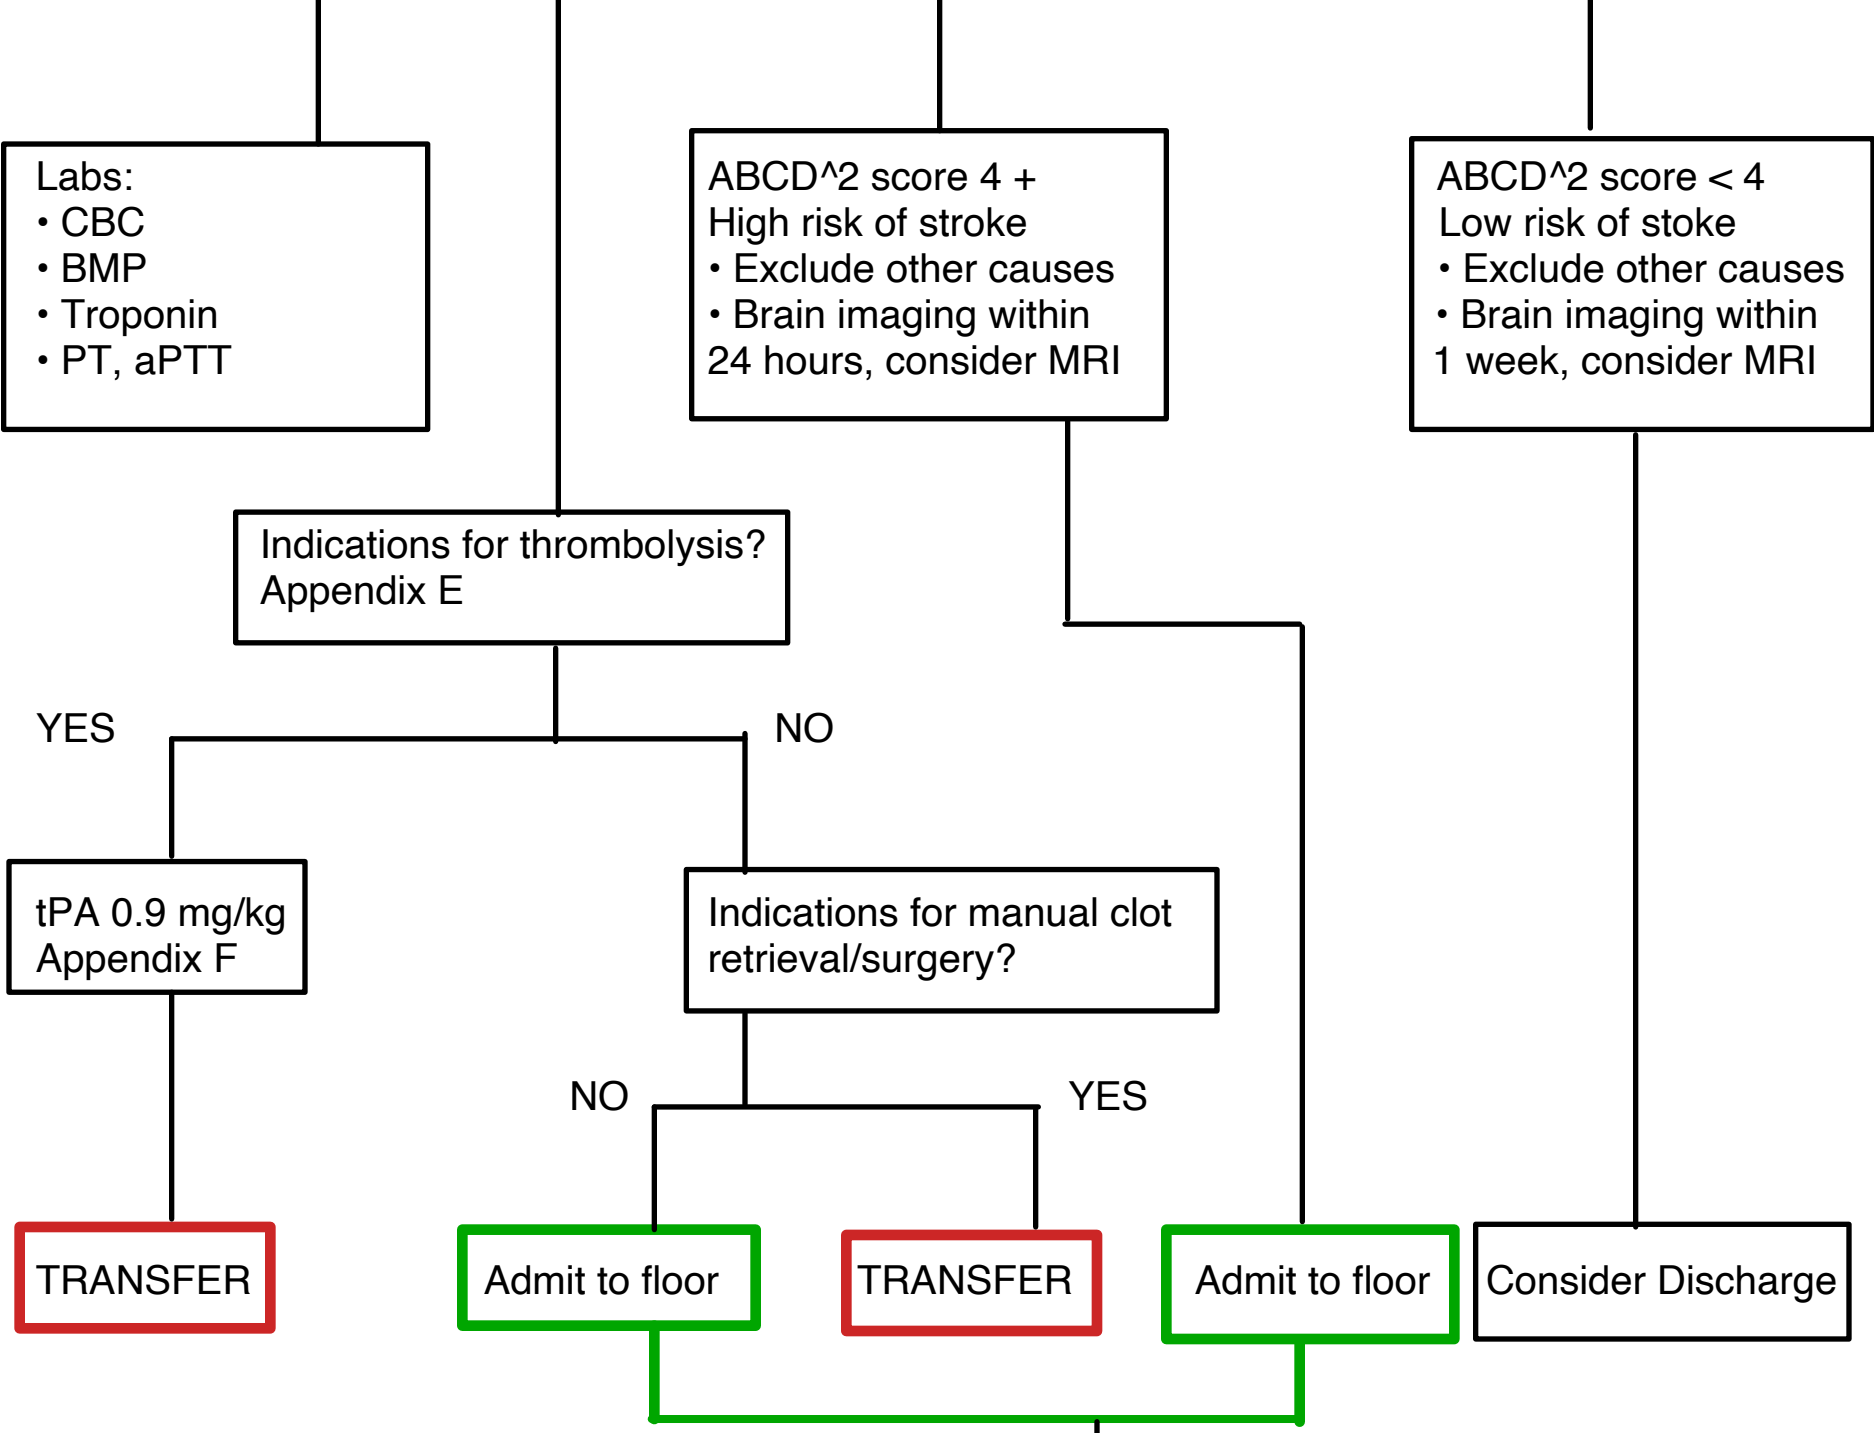 Labs:
• CBC
• BMP
• Troponin
• PT, aPTT
ABCD^2 score 4 +
High risk of stroke
• Exclude other causes
• Brain imaging within
24 hours, consider MRI
ABCD^2 score < 4
Low risk of stoke
• Exclude other causes
• Brain imaging within
1 week, consider MRI
Indications for thrombolysis?
Appendix E
YES
NO
tPA 0.9 mg/kg
Appendix F
Indications for manual clot
retrieval/surgery?
NO
YES
TRANSFER
Admit to floor
TRANSFER
Admit to floor
Consider Discharge